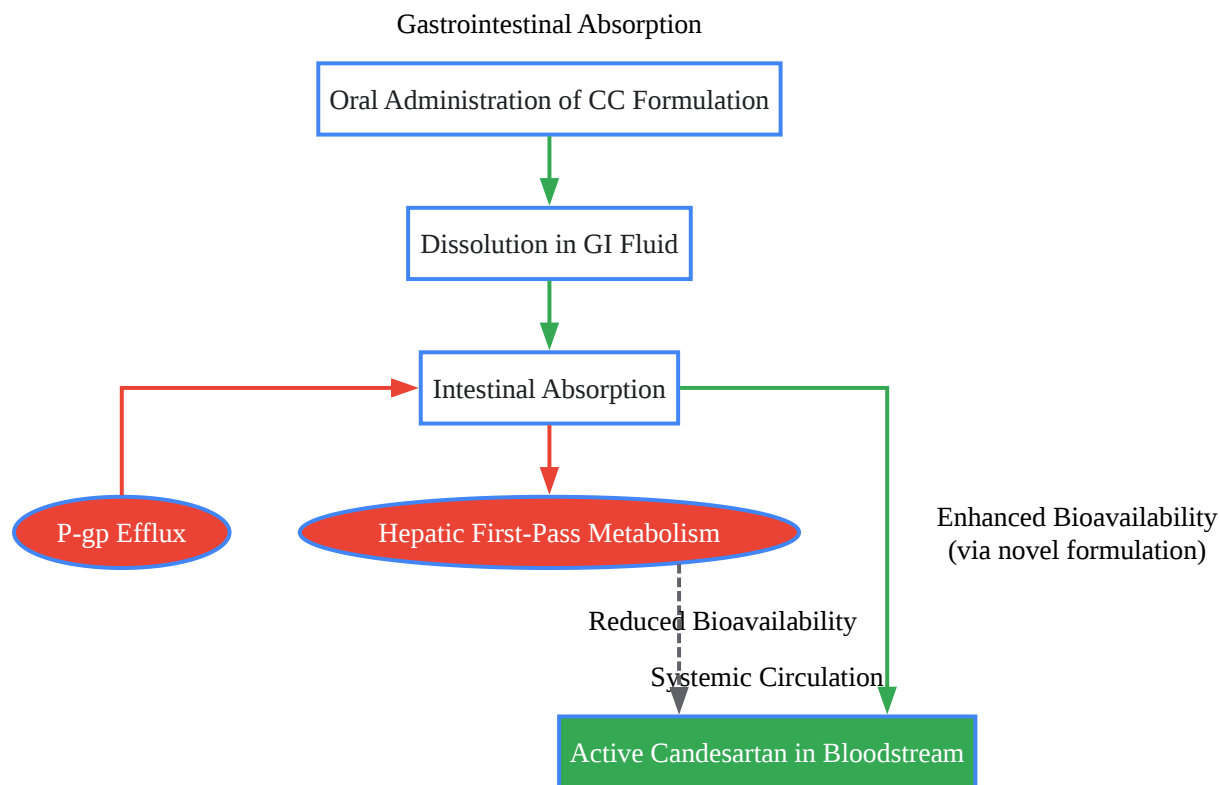 Gastrointestinal Absorption
Oral Administration of CC Formulation
Dissolution in GI Fluid
Intestinal Absorption
P-gp Efflux
Hepatic First-Pass Metabolism
Enhanced Bioavailability
(via novel formulation)
Reduced Bioavailability
Systemic Circulation
Active Candesartan in Bloodstream